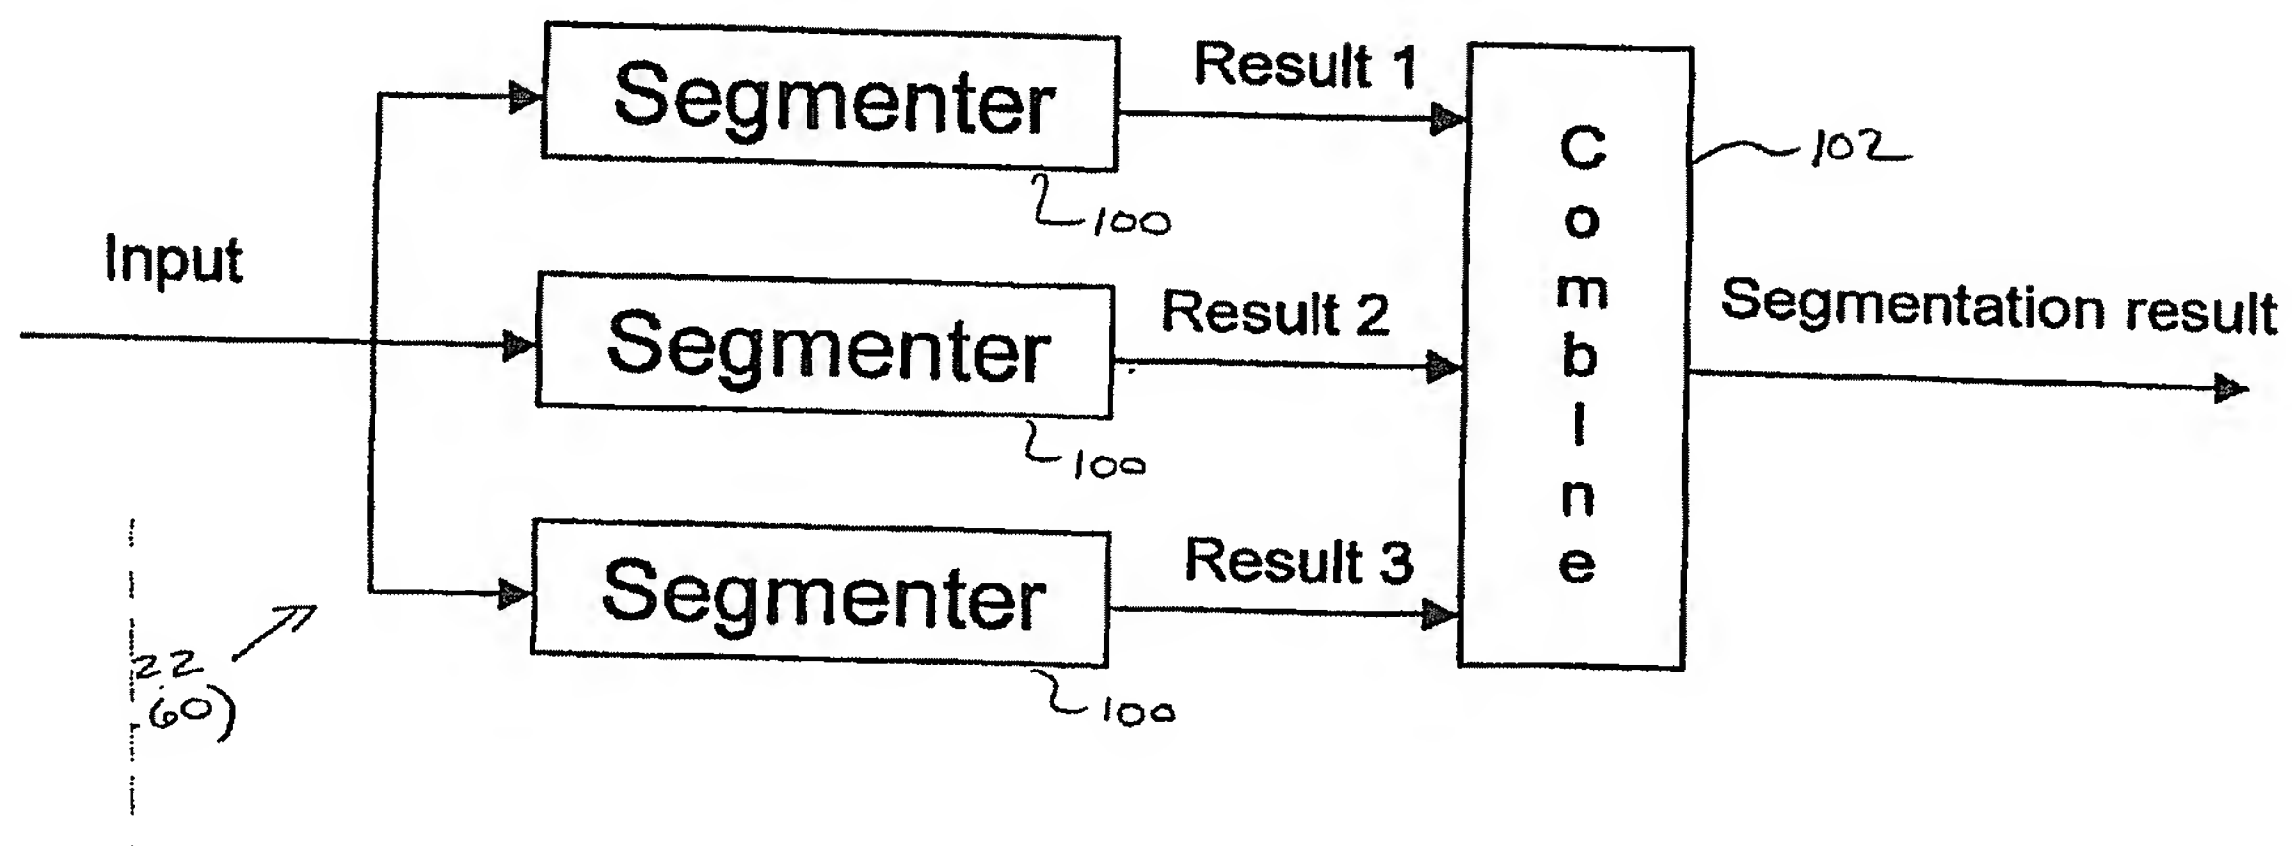 Input
Segmenter
100
Result 1
Segmenter
100
Result 2
Segmenter
100
Result 3
Combine
102
Segmentation result
22
60)